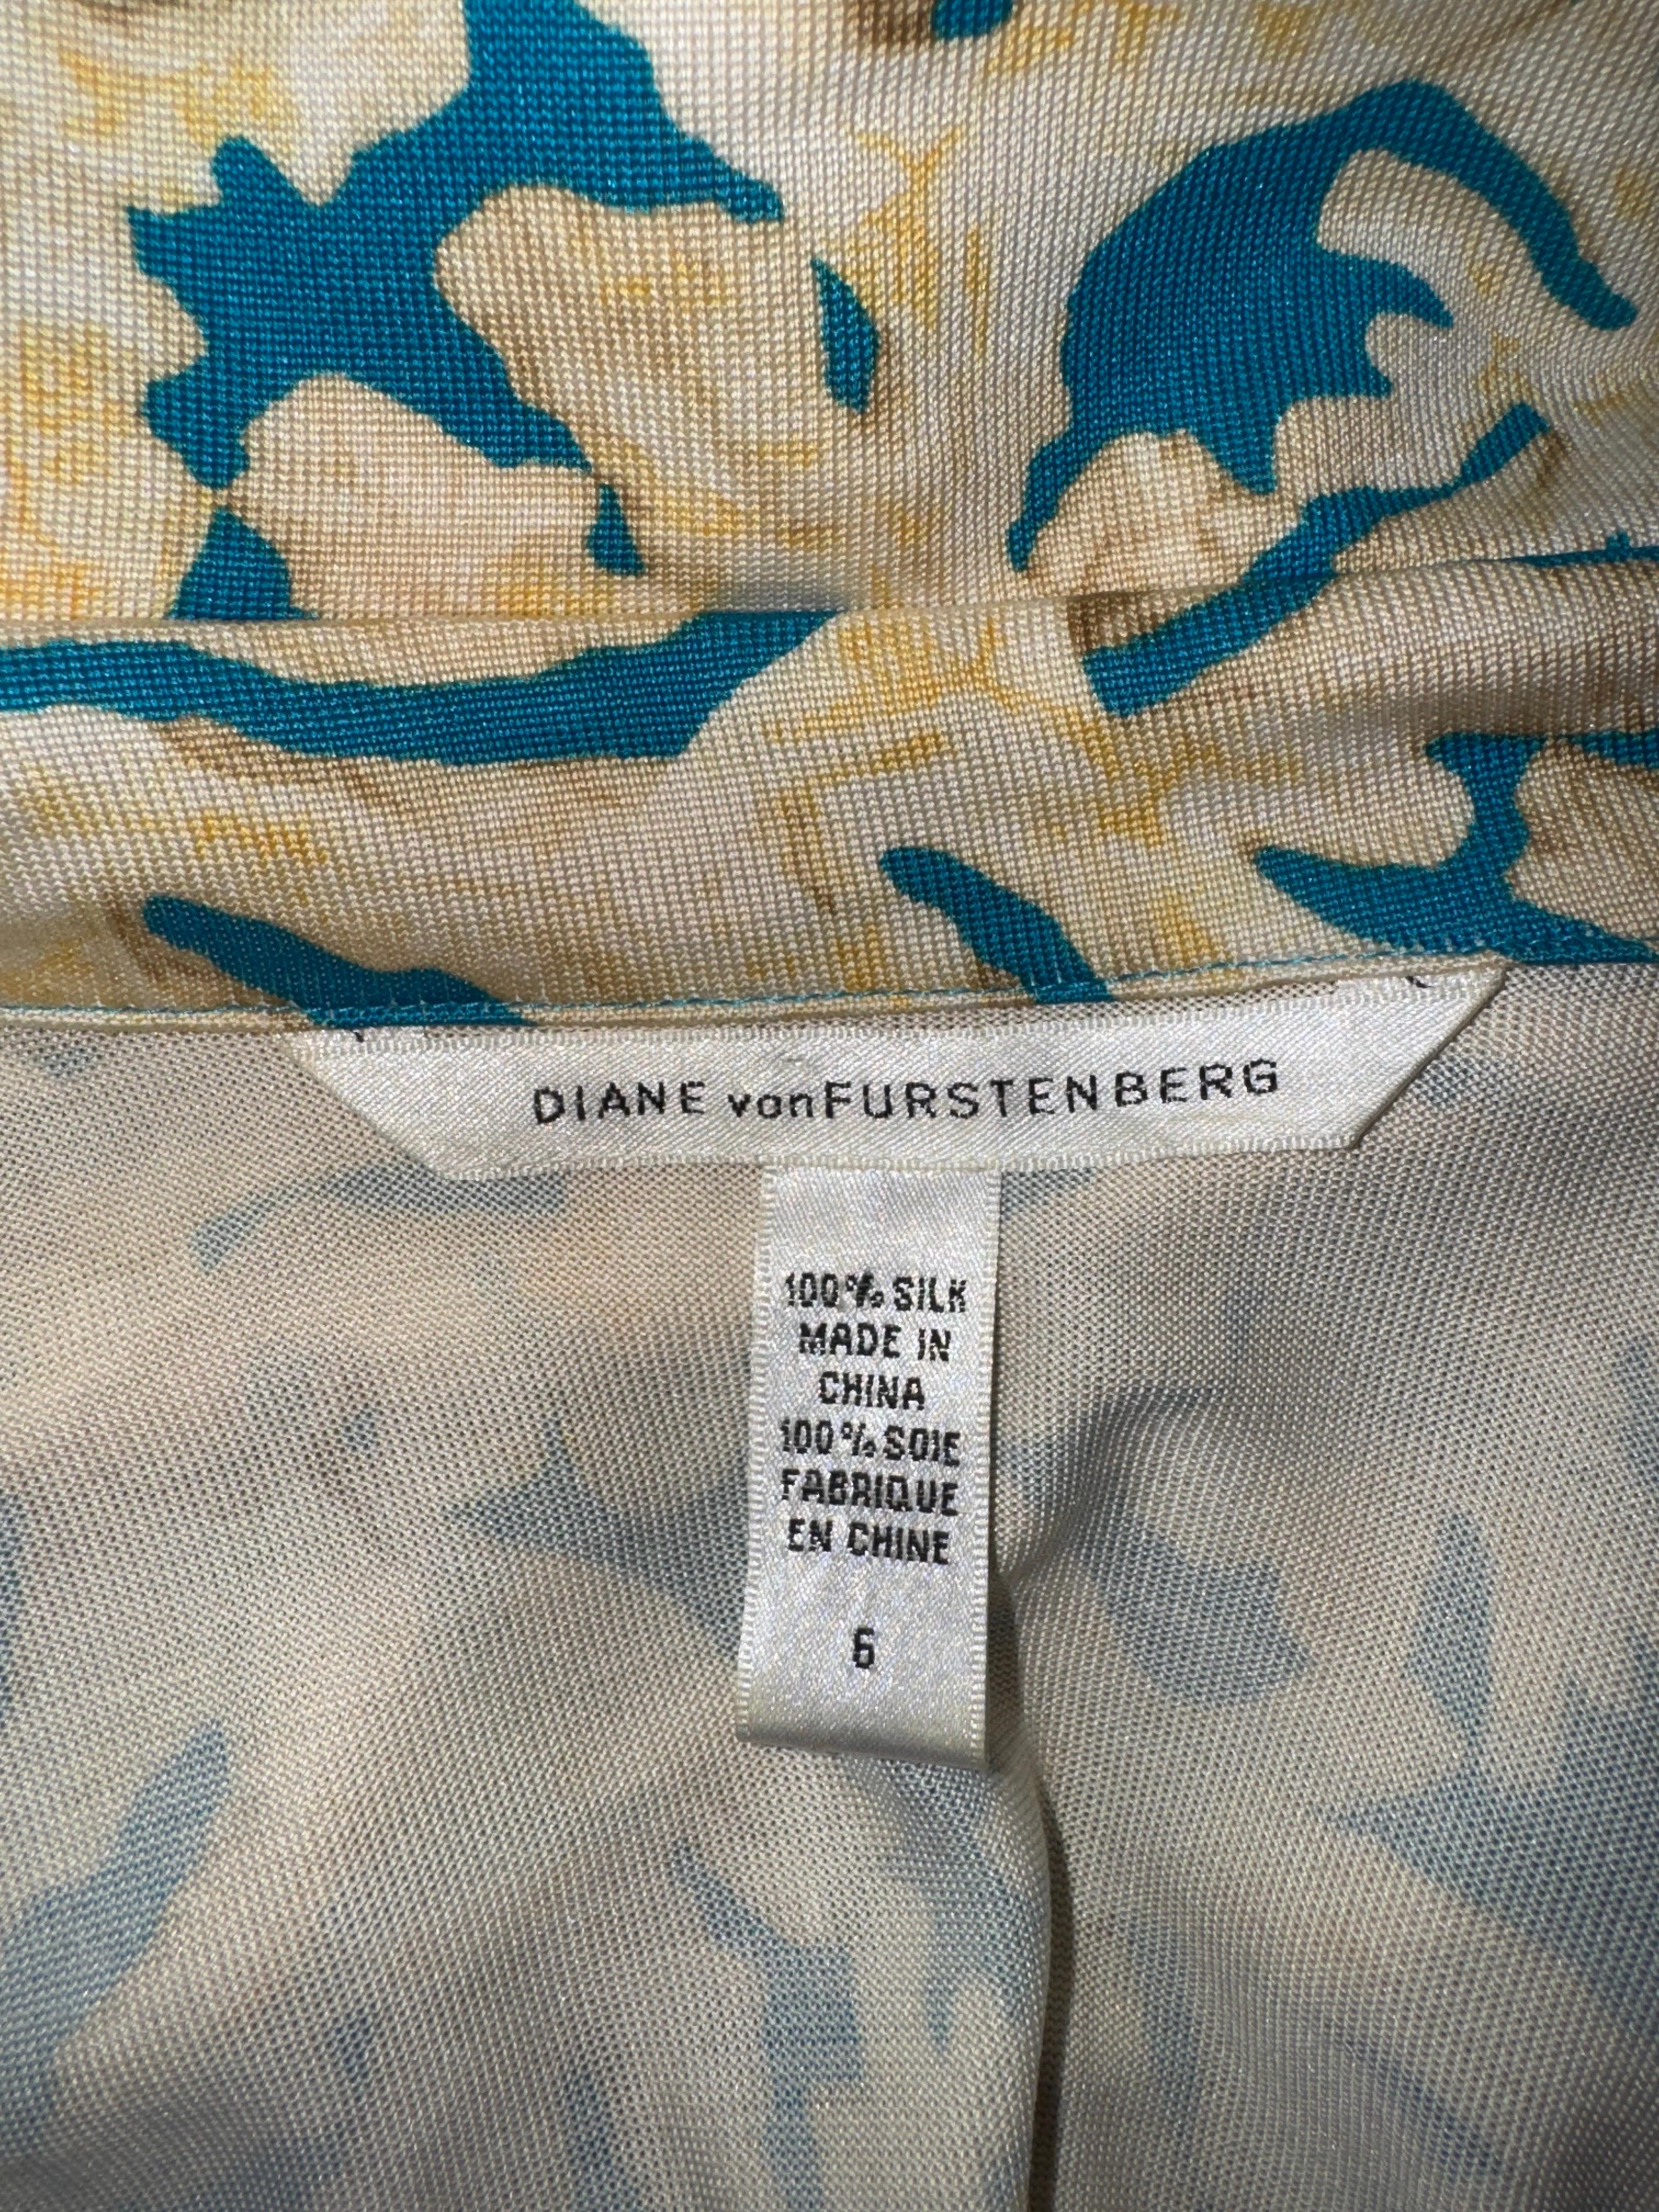 DIANE vonFURSTENBERG
100% SILK
MADE IN
CHINA
100% SOIE
FABRIQUE
EN CHINE
6